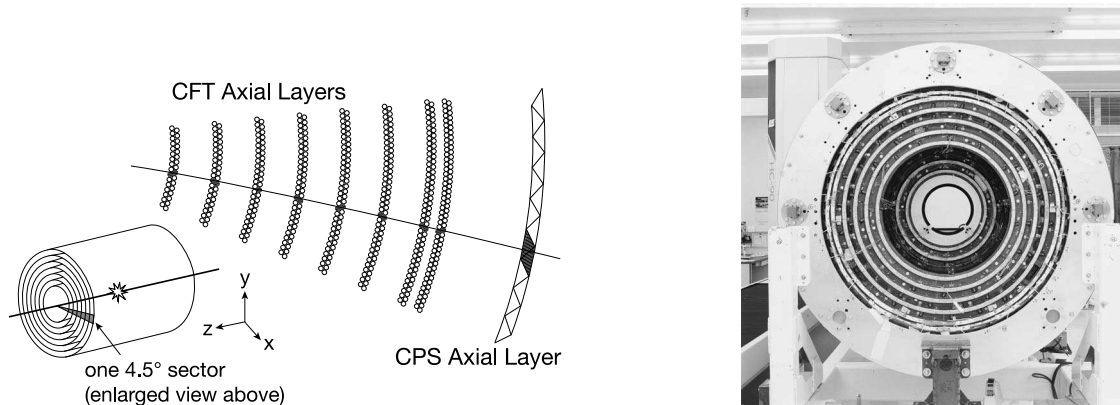 CFT Axial Layers
y
z
x
CPS Axial Layer
one 4.5° sector
(enlarged view above)